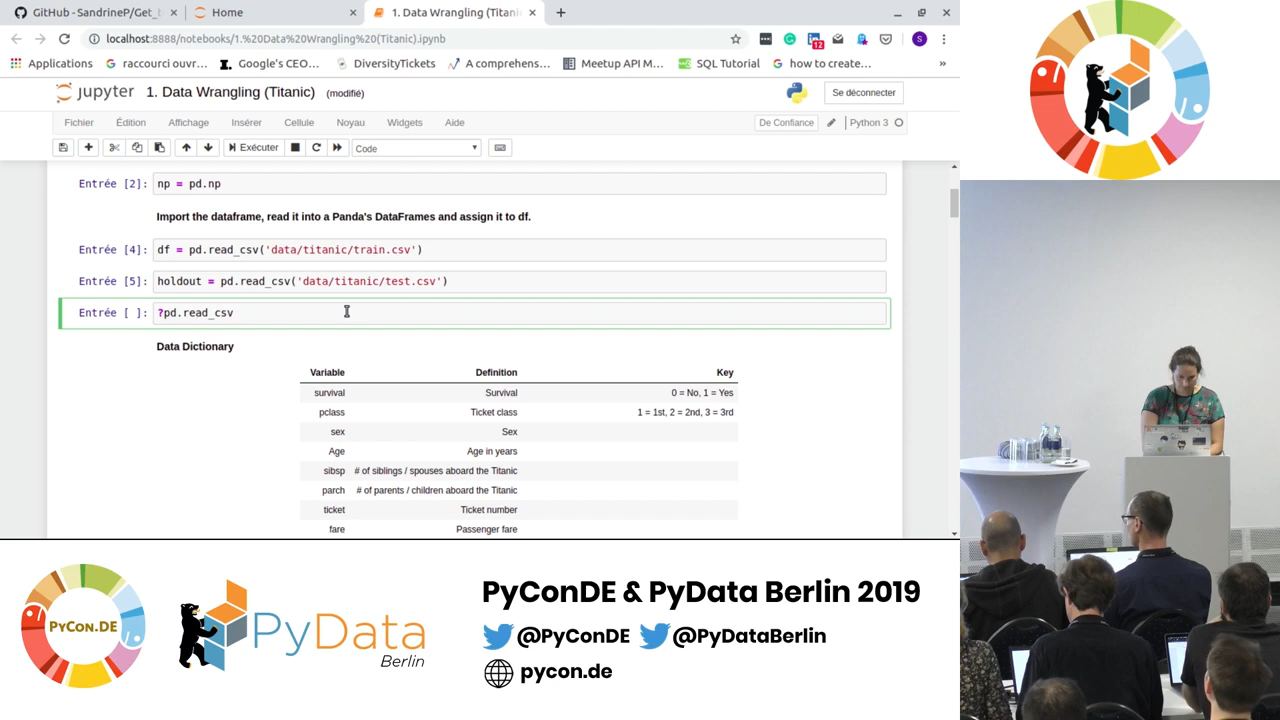 GitHub - SandrineP/Get_
Home
1. Data Wrangling (Titani
localhost:8888/notebooks/1.%20Data%20Wrangling%20(Titanic).ipynb
12
S
Applications
raccourci ouvr...
Google's CEO...
DiversityTickets
A comprehens...
Meetup API M...
SQL Tutorial
how to create...
»
jupyter 1. Data Wrangling (Titanic) (modifié)
Se déconnecter
Fichier Édition Affichage Insérer Cellule Noyau Widgets Aide
De Confiance
Python 3
Exécuter
Code
Entrée [2]: np = pd.np
Import the dataframe, read it into a Panda's DataFrames and assign it to df.
Entrée [4]: df = pd.read_csv('data/titanic/train.csv')
Entrée [5]: holdout = pd.read_csv('data/titanic/test.csv')
Entrée [ ]: ?pd.read_csv
Data Dictionary
Variable Definition Key
survival Survival 0 = No, 1 = Yes
pclass Ticket class 1 = 1st, 2 = 2nd, 3 = 3rd
sex Sex
Age Age in years
sibsp # of siblings / spouses aboard the Titanic
parch # of parents / children aboard the Titanic
ticket Ticket number
fare Passenger fare
PyCon.DE
PyData
Berlin
PyConDE & PyData Berlin 2019
@PyConDE @PyDataBerlin
pycon.de